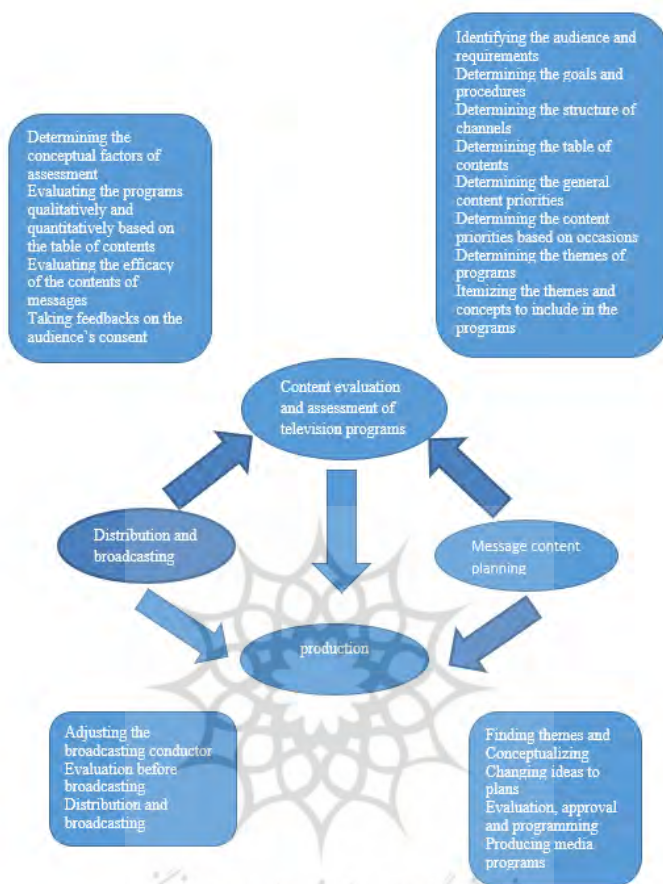 Identifying the audience and
requirements
Determining the goals and
procedures
Determining the structure of
channels
Determining the table of
contents
Determining the general
content priorities
Determining the content
priorities based on occasions
Determining the themes of
programs
Itemizing the themes and
concepts to include in the
programs
Determining the
conceptual factors of
assessment
Evaluating the programs
qualitatively and
quantitatively based on
the table of contents
Evaluating the efficacy
of the contents of
messages
Taking feedbacks on the
audience`s consent
Content evaluation
and assessment of
television programs
Distribution and
broadcasting
Message content
planning
production
Adjusting the
broadcasting conductor
Evaluation before
broadcasting
Distribution and
broadcasting
Finding themes and
Conceptualizing
Changing ideas to
plans
Evaluation, approval
and programming
Producing media
programs